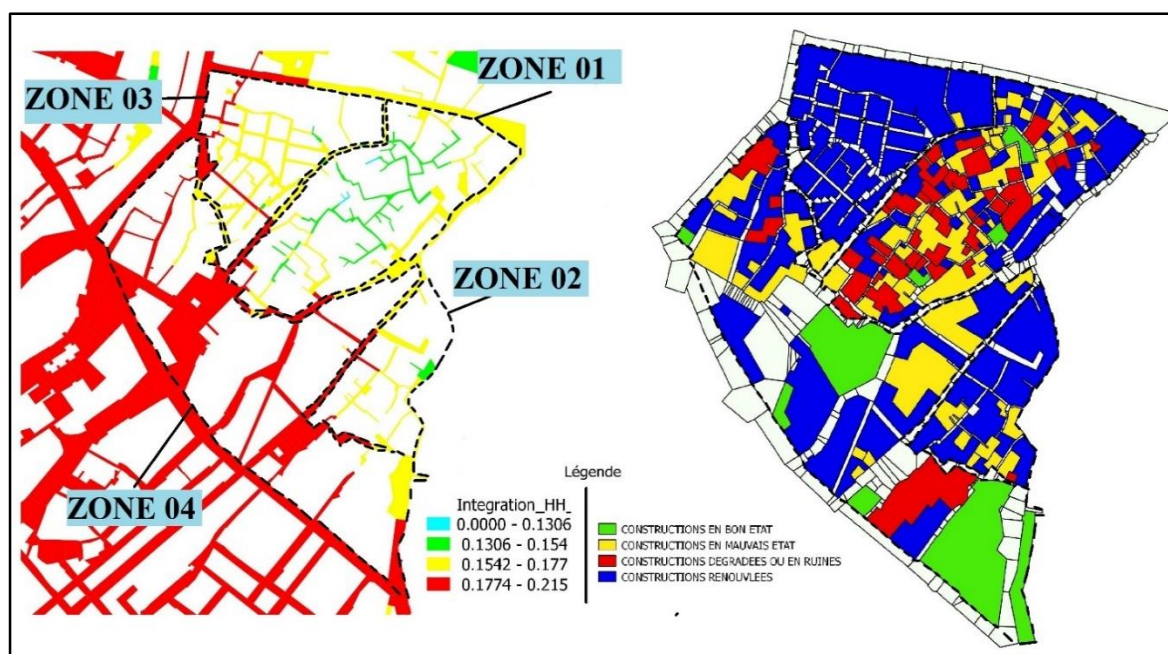 ZONE 01
ZONE 03
ZONE 02
ZONE 04
Légende
Integration_HH_
0.0000 - 0.1306
0.1306 - 0.154
0.1542 - 0.177
0.1774 - 0.215
CONSTRUCTIONS EN BON ETAT
CONSTRUCTIONS EN MAUVAIS ETAT
CONSTRUCTIONS DEGRADEES OU EN RUINES
CONSTRUCTIONS RENOUVLEES